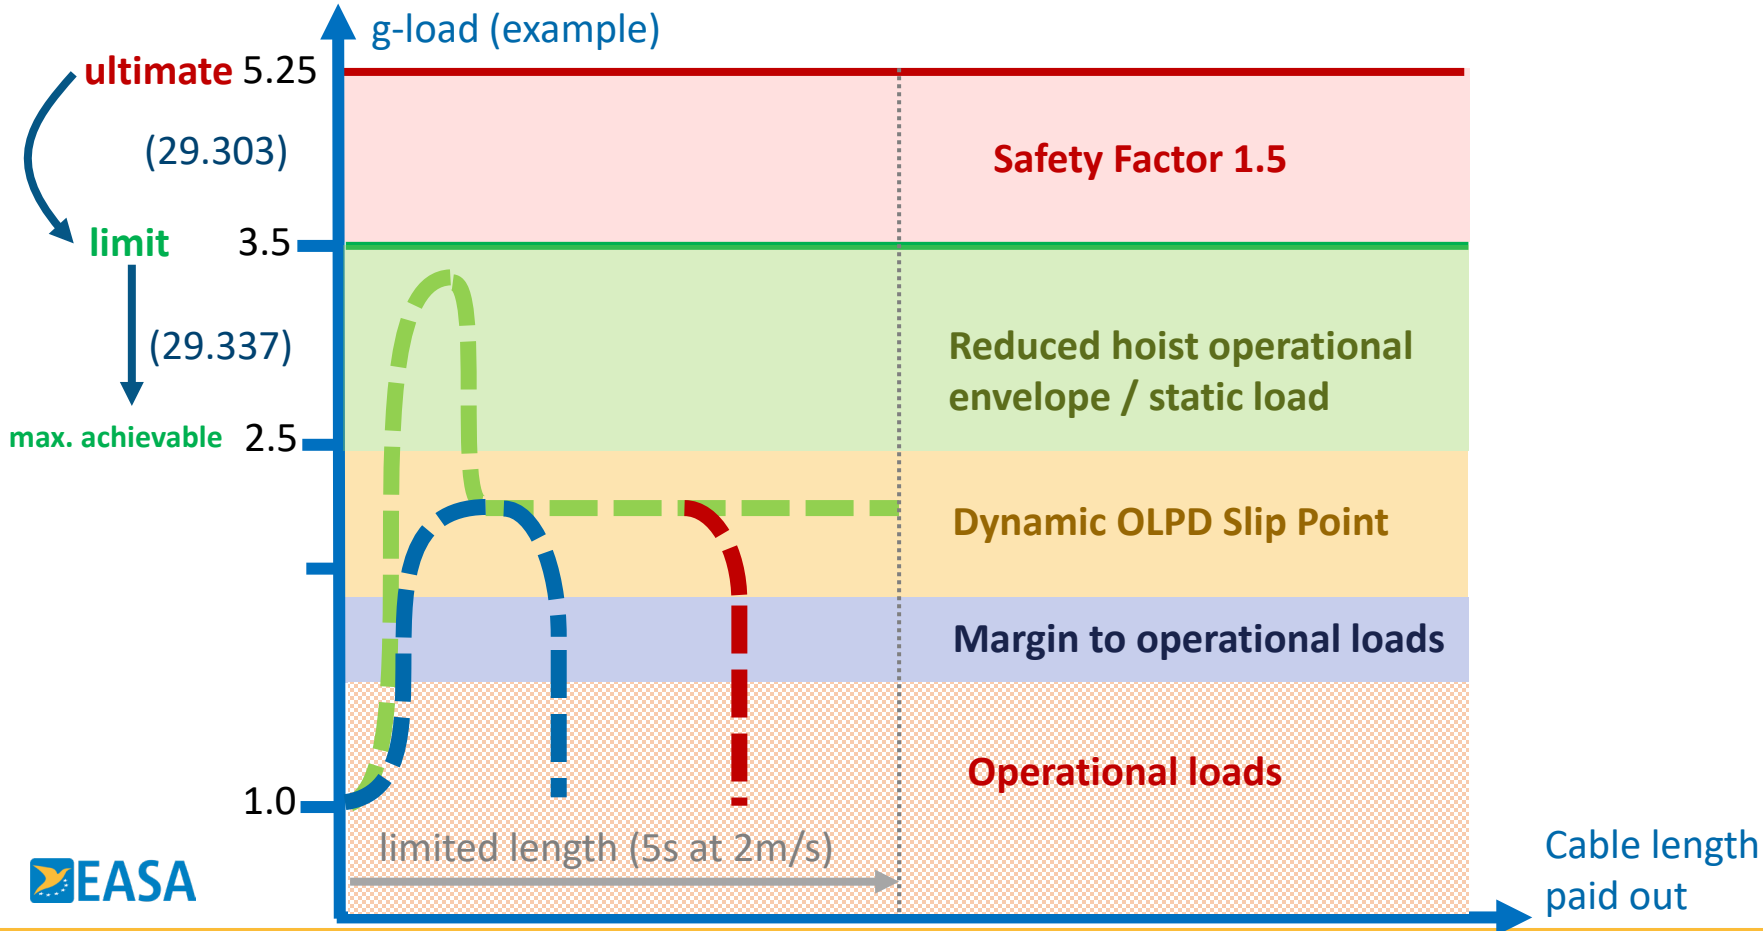 g-load (example)
ultimate 5.25
(29.303)
Safety Factor 1.5
limit 3.5
(29.337)
Reduced hoist operational
envelope / static load
max. achievable 2.5
Dynamic OLPD Slip Point
Margin to operational loads
Operational loads
1.0
limited length (5s at 2m/s)
Cable length
paid out
EASA